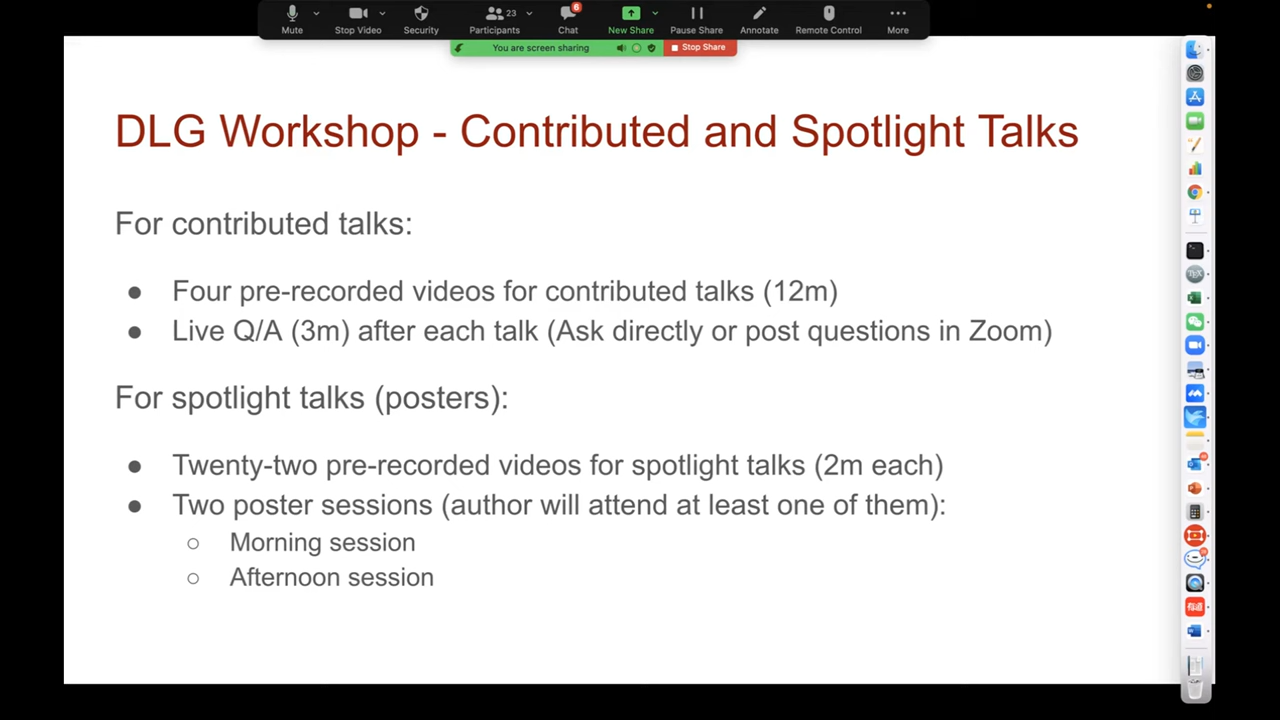 23
6
Mute
Stop Video
Security
Participants
Chat
New Share
Pause Share
Annotate
Remote Control
More
You are screen sharing
Stop Share
DLG Workshop - Contributed and Spotlight Talks
For contributed talks:
● Four pre-recorded videos for contributed talks (12m)
● Live Q/A (3m) after each talk (Ask directly or post questions in Zoom)
For spotlight talks (posters):
● Twenty-two pre-recorded videos for spotlight talks (2m each)
● Two poster sessions (author will attend at least one of them):
○ Morning session
○ Afternoon session